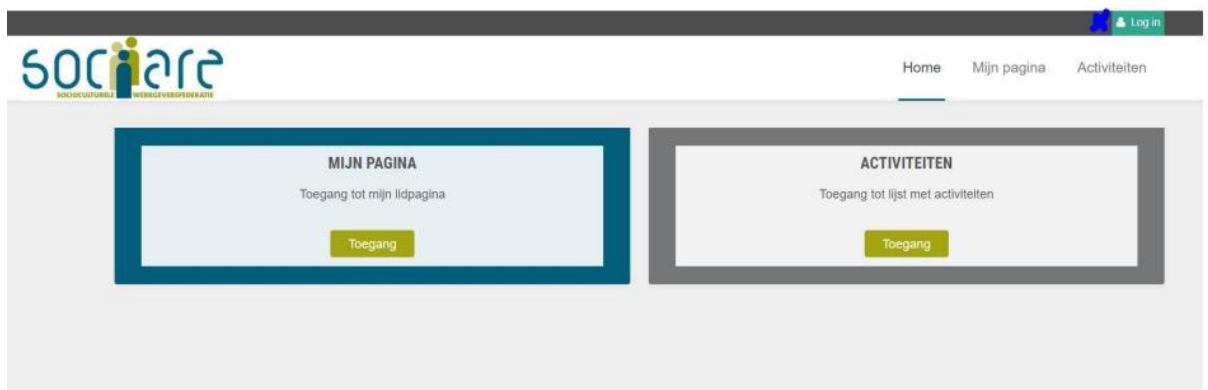 Log in
sociare
SOCIOCULTURELE WERKGEVERSFEDERATIE
Home Mijn pagina Activiteiten
MIJN PAGINA
Toegang tot mijn lidpagina
Toegang
ACTIVITEITEN
Toegang tot lijst met activiteiten
Toegang